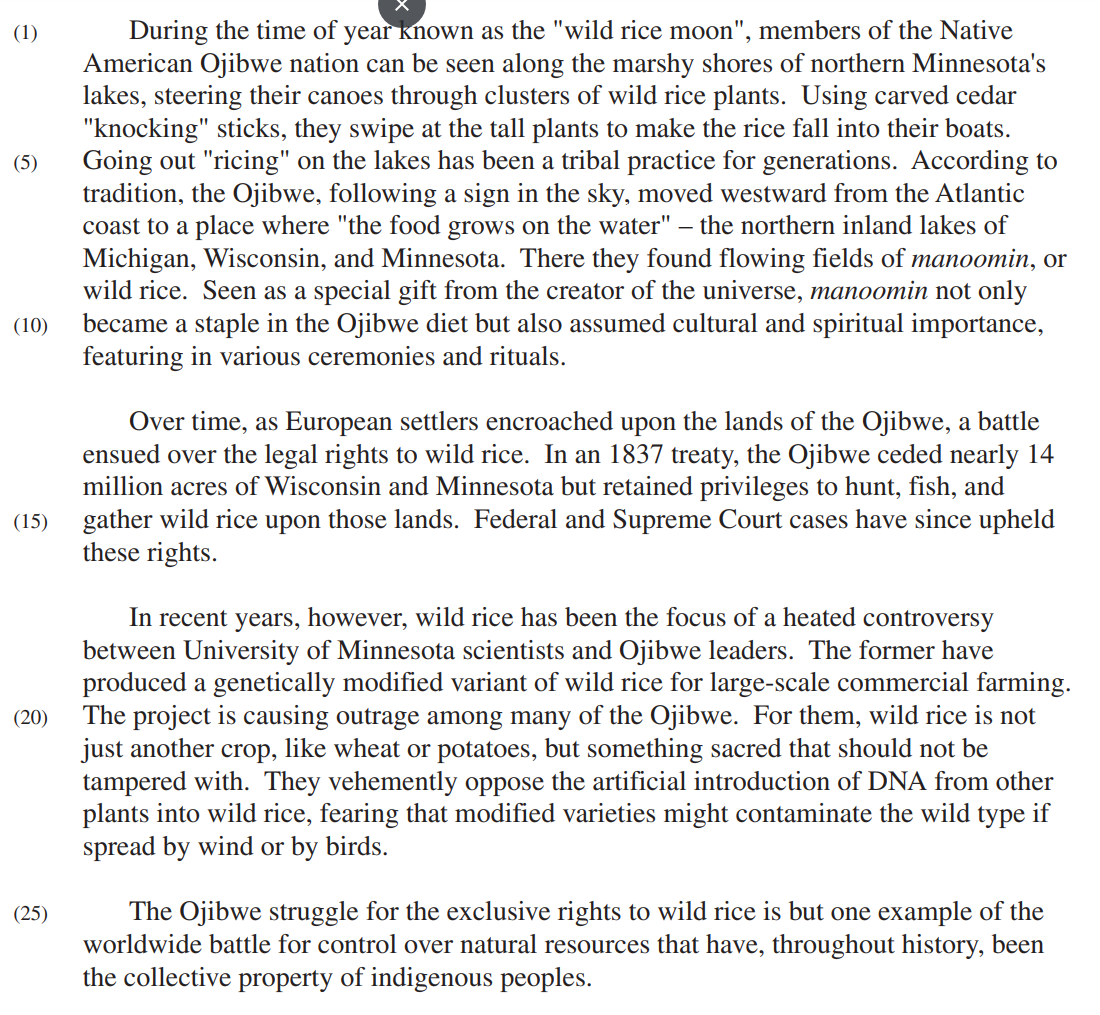 (1) During the time of year known as the "wild rice moon", members of the Native
American Ojibwe nation can be seen along the marshy shores of northern Minnesota's
lakes, steering their canoes through clusters of wild rice plants. Using carved cedar
"knocking" sticks, they swipe at the tall plants to make the rice fall into their boats.
(5) Going out "ricing" on the lakes has been a tribal practice for generations. According to
tradition, the Ojibwe, following a sign in the sky, moved westward from the Atlantic
coast to a place where "the food grows on the water" – the northern inland lakes of
Michigan, Wisconsin, and Minnesota. There they found flowing fields of manoomin, or
wild rice. Seen as a special gift from the creator of the universe, manoomin not only
(10) became a staple in the Ojibwe diet but also assumed cultural and spiritual importance,
featuring in various ceremonies and rituals.
Over time, as European settlers encroached upon the lands of the Ojibwe, a battle
ensued over the legal rights to wild rice. In an 1837 treaty, the Ojibwe ceded nearly 14
million acres of Wisconsin and Minnesota but retained privileges to hunt, fish, and
(15) gather wild rice upon those lands. Federal and Supreme Court cases have since upheld
these rights.
In recent years, however, wild rice has been the focus of a heated controversy
between University of Minnesota scientists and Ojibwe leaders. The former have
produced a genetically modified variant of wild rice for large-scale commercial farming.
(20) The project is causing outrage among many of the Ojibwe. For them, wild rice is not
just another crop, like wheat or potatoes, but something sacred that should not be
tampered with. They vehemently oppose the artificial introduction of DNA from other
plants into wild rice, fearing that modified varieties might contaminate the wild type if
spread by wind or by birds.
(25) The Ojibwe struggle for the exclusive rights to wild rice is but one example of the
worldwide battle for control over natural resources that have, throughout history, been
the collective property of indigenous peoples.